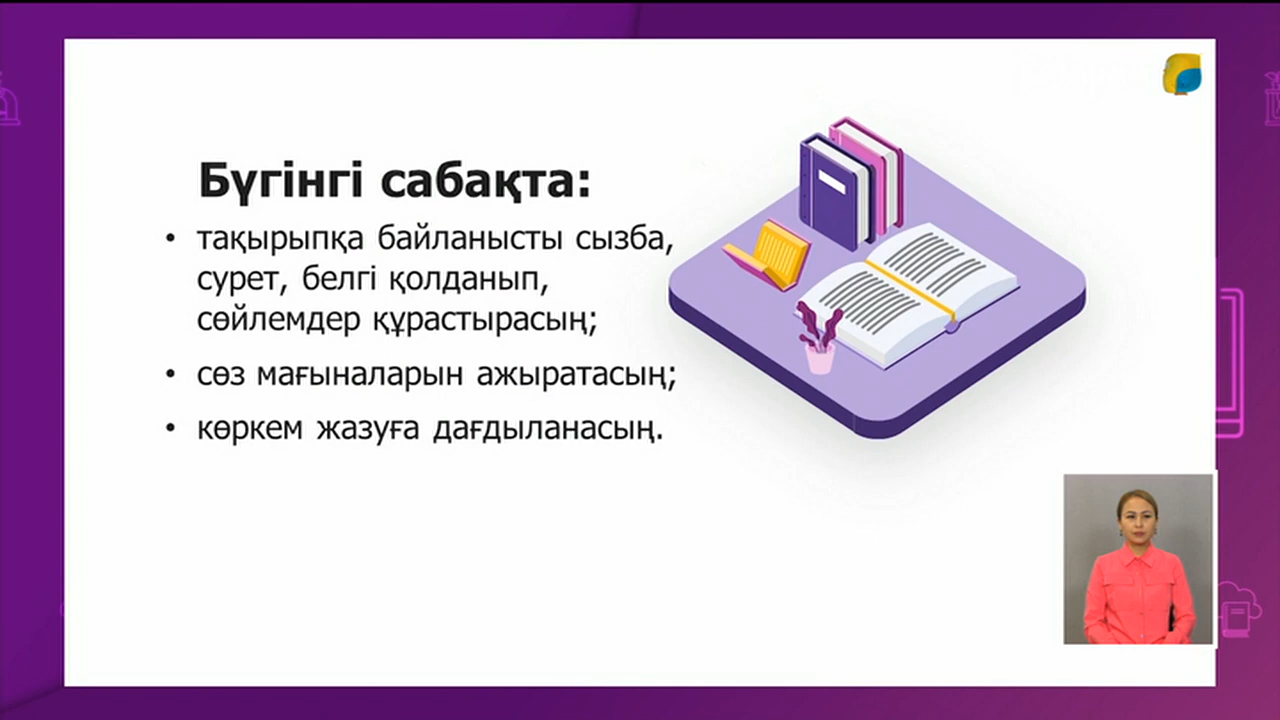 Бүгінгі сабақта:
• тақырыпқа байланысты сызба,
сурет, белгі қолданып,
сөйлемдер құрастырасың;
• сөз мағыналарын ажыратасың;
• көркем жазуға дағдыланасың.